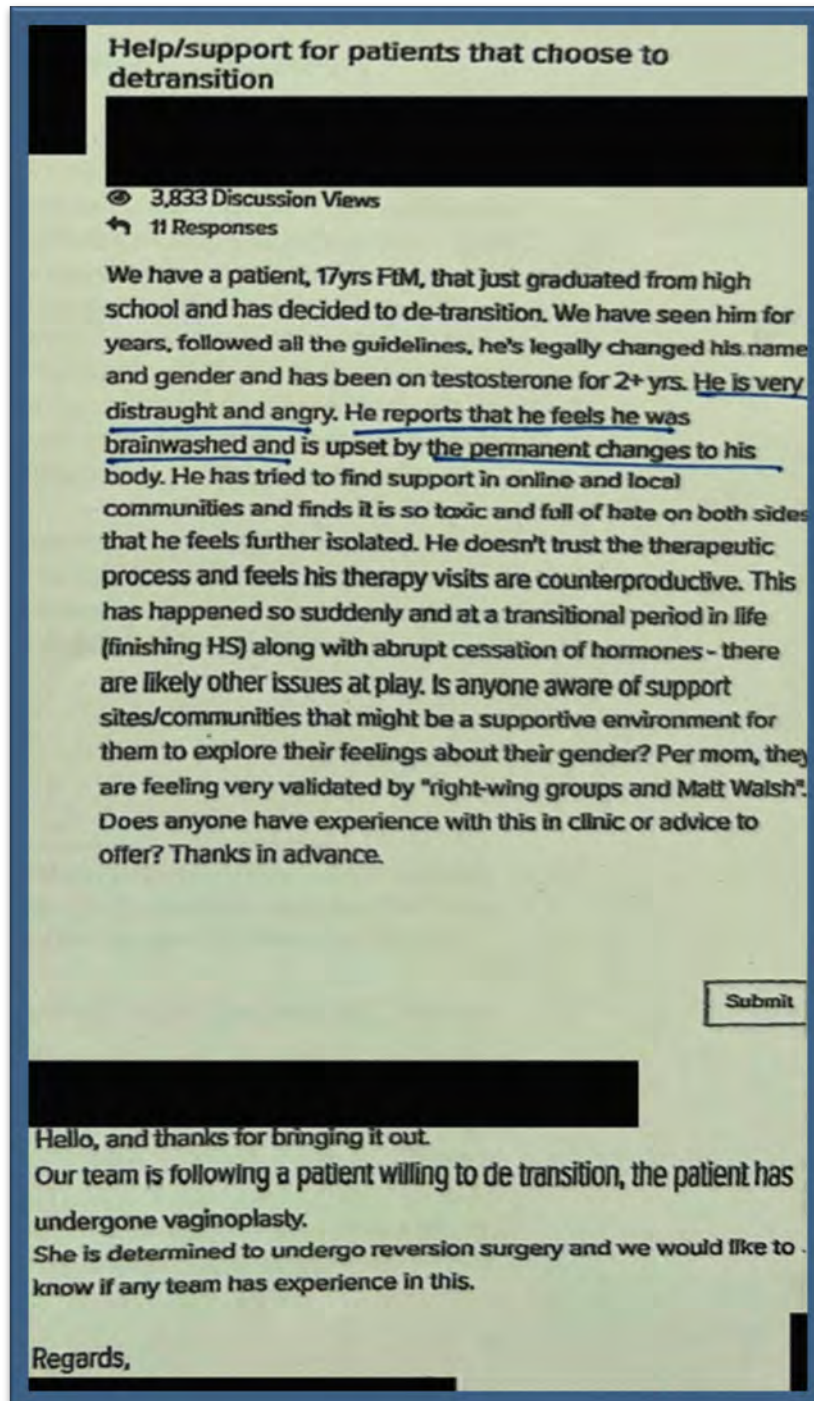 Help/support for patients that choose to
detransition
3,833 Discussion Views
11 Responses
We have a patient, 17yrs FtM, that just graduated from high
school and has decided to de-transition. We have seen him for
years, followed all the guidelines, he's legally changed his name
and gender and has been on testosterone for 2+ yrs. He is very
distraught and angry. He reports that he feels he was
brainwashed and is upset by the permanent changes to his
body. He has tried to find support in online and local
communities and finds it is so toxic and full of hate on both sides
that he feels further isolated. He doesn't trust the therapeutic
process and feels his therapy visits are counterproductive. This
has happened so suddenly and at a transitional period in life
(finishing HS) along with abrupt cessation of hormones - there
are likely other issues at play. Is anyone aware of support
sites/communities that might be a supportive environment for
them to explore their feelings about their gender? Per mom, they
are feeling very validated by "right-wing groups and Matt Walsh".
Does anyone have experience with this in clinic or advice to
offer? Thanks in advance.
Submit
Hello, and thanks for bringing it out.
Our team is following a patient willing to de transition, the patient has
undergone vaginoplasty.
She is determined to undergo reversion surgery and we would like to
know if any team has experience in this.
Regards,